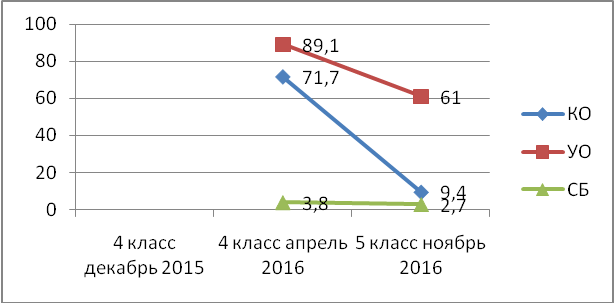 100
80
60
40
20
0
89,1
71,7
61
9,4
3,8
2,7
4 класс декабрь 2015
4 класс апрель 2016
5 класс ноябрь 2016
КО
УО
СБ